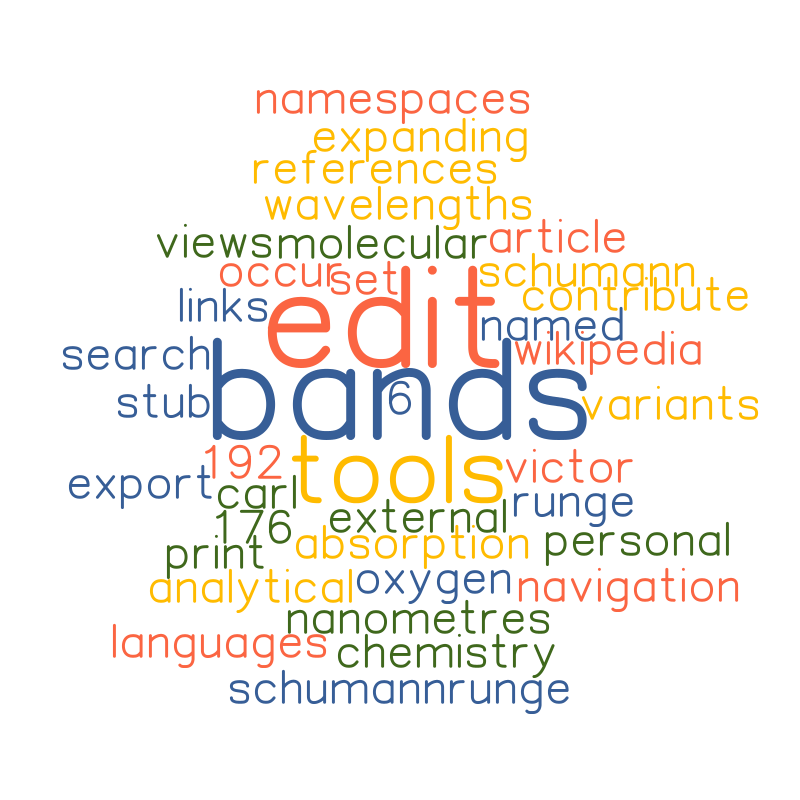 namespaces
expanding
references
wavelengths
views molecular article
occur set schumann
links edit contribute
named
search wikipedia
stub bands 6 variants
192 tools victor
export carl runge
176 external
print absorption personal
analytical oxygen navigation
nanometres
languages chemistry
schumannrunge